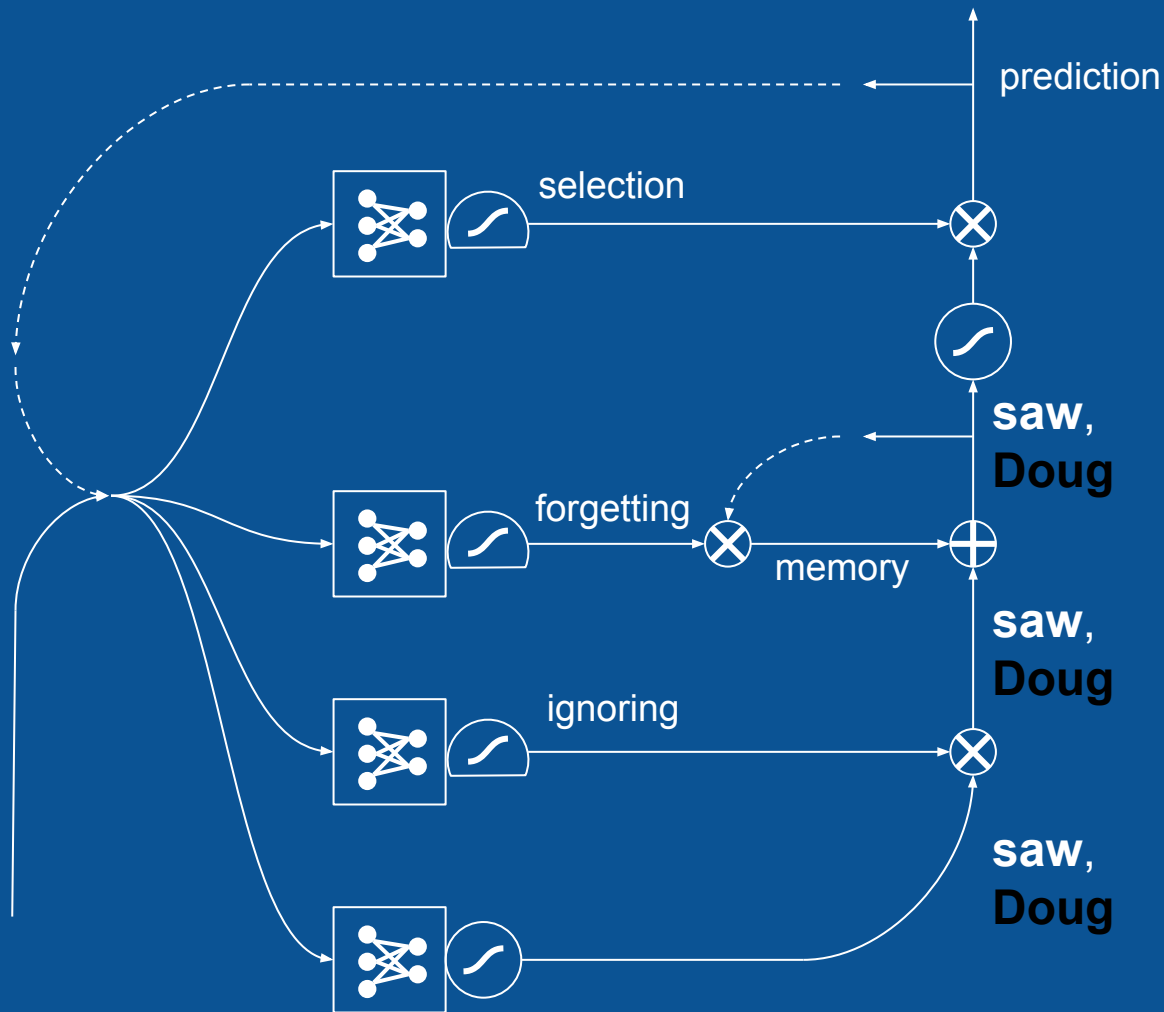 prediction
selection
saw,
Doug
forgetting
memory
saw,
Doug
ignoring
saw,
Doug